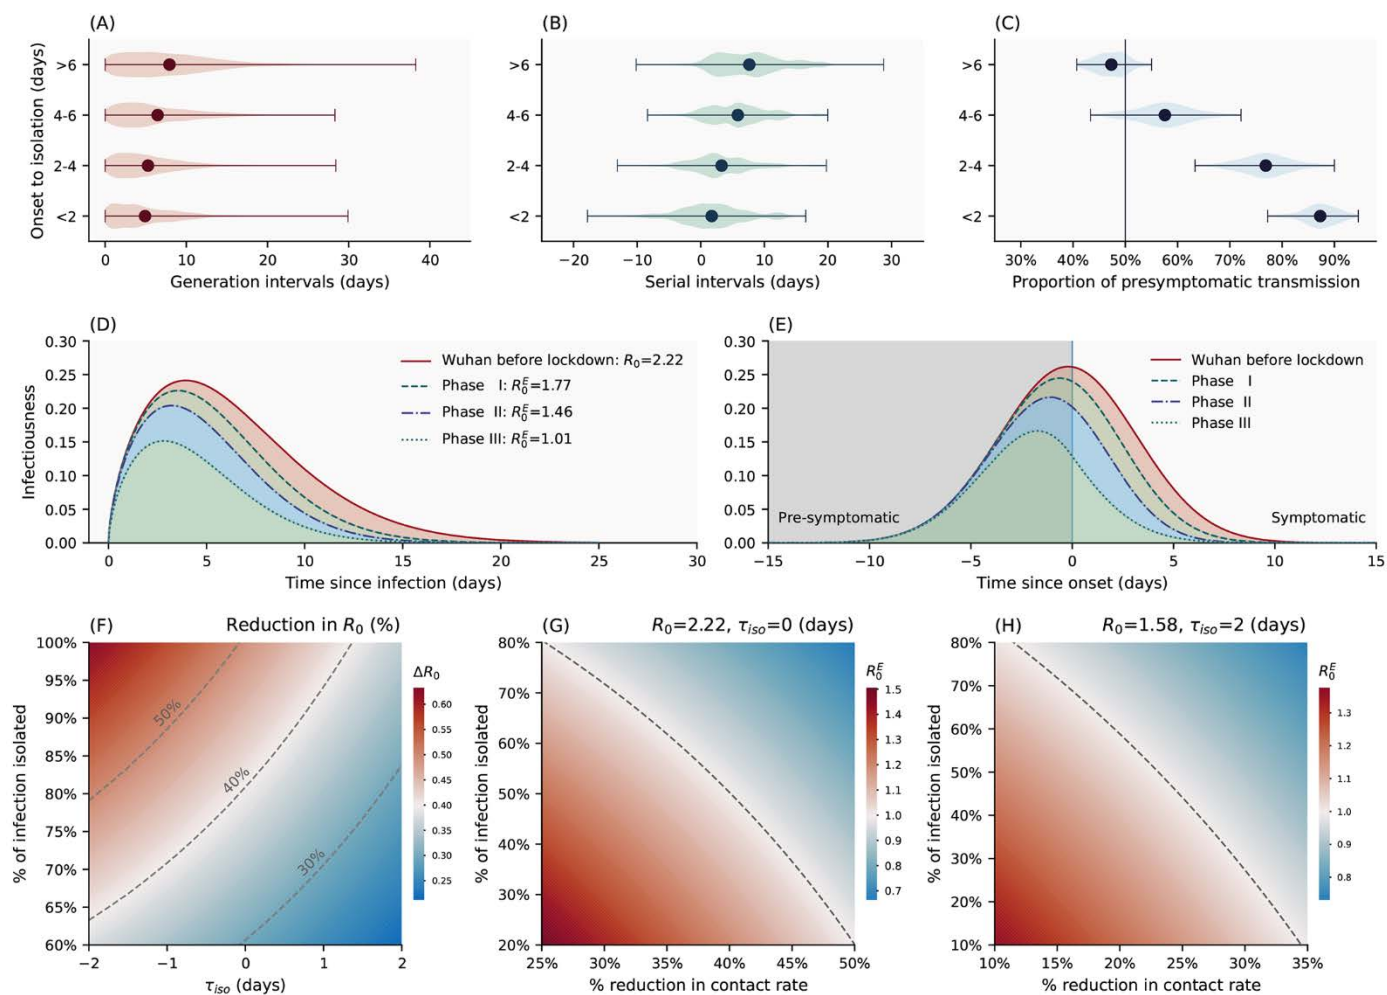 (A)
Onset to isolation (days)
>6
4-6
2-4
<2
0 10 20 30 40
Generation intervals (days)
(B)
>6
4-6
2-4
<2
−20 −10 0 10 20 30
Serial intervals (days)
(C)
>6
4-6
2-4
<2
30% 40% 50% 60% 70% 80% 90%
Proportion of presymptomatic transmission
(D)
Infectiousness
0.30
0.25
0.20
0.15
0.10
0.05
0.00
Wuhan before lockdown: R₀=2.22
Phase I: R₀ᴱ=1.77
Phase II: R₀ᴱ=1.46
Phase III: R₀ᴱ=1.01
0 5 10 15 20 25 30
Time since infection (days)
(E)
0.30
0.25
0.20
0.15
0.10
0.05
0.00
Wuhan before lockdown
Phase I
Phase II
Phase III
Pre-symptomatic
Symptomatic
−15 −10 −5 0 5 10 15
Time since onset (days)
(F) Reduction in R₀ (%)
% of infection isolated
100%
95%
90%
85%
80%
75%
70%
65%
60%
50%
40%
30%
−2 −1 0 1 2
τiso (days)
ΔR₀
0.60
0.55
0.50
0.45
0.40
0.35
0.30
0.25
(G) R₀=2.22, τiso=0 (days)
% of infection isolated
80%
70%
60%
50%
40%
30%
20%
25% 30% 35% 40% 45% 50%
% reduction in contact rate
R₀ᴱ
1.5
1.4
1.3
1.2
1.1
1.0
0.9
0.8
0.7
(H) R₀=1.58, τiso=2 (days)
% of infection isolated
80%
70%
60%
50%
40%
30%
20%
10%
10% 15% 20% 25% 30% 35%
% reduction in contact rate
R₀ᴱ
1.3
1.2
1.1
1.0
0.9
0.8